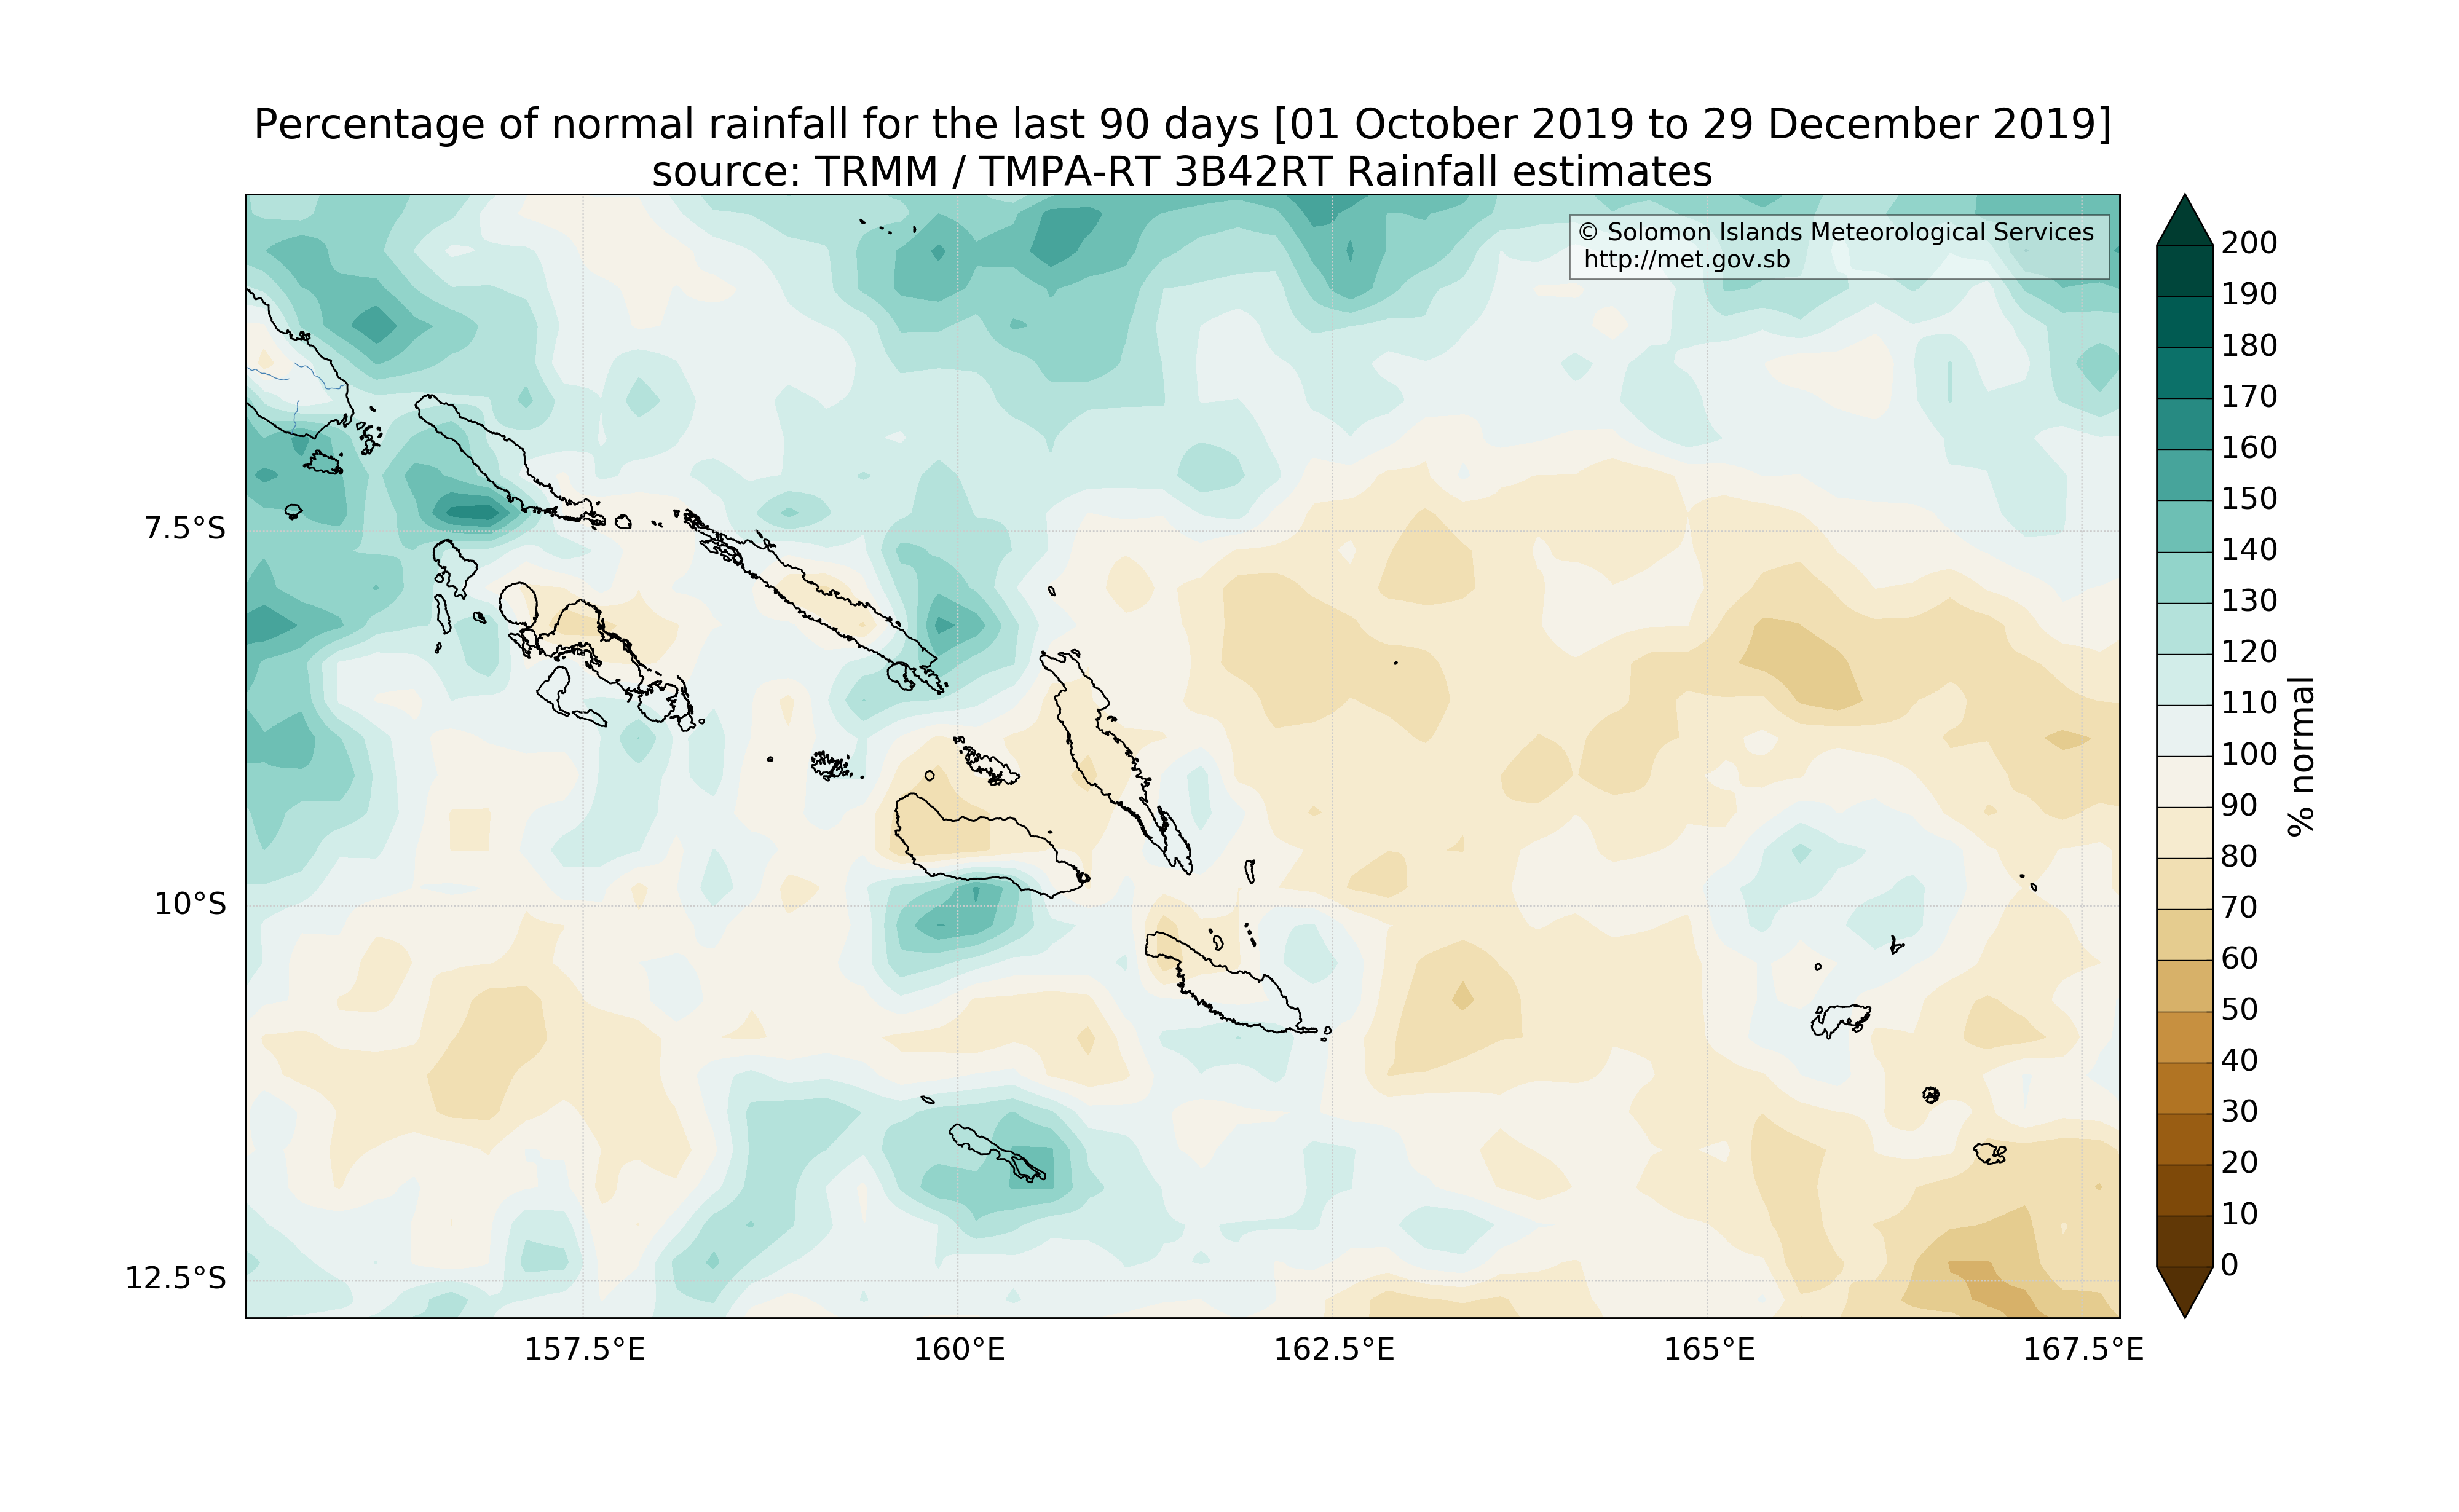 Percentage of normal rainfall for the last 90 days [01 October 2019 to 29 December 2019]
source: TRMM / TMPA-RT 3B42RT Rainfall estimates
© Solomon Islands Meteorological Services
http://met.gov.sb
7.5°S
10°S
12.5°S
157.5°E
160°E
162.5°E
165°E
167.5°E
200
190
180
170
160
150
140
130
120
110
100
90
80
70
60
50
40
30
20
10
0
% normal